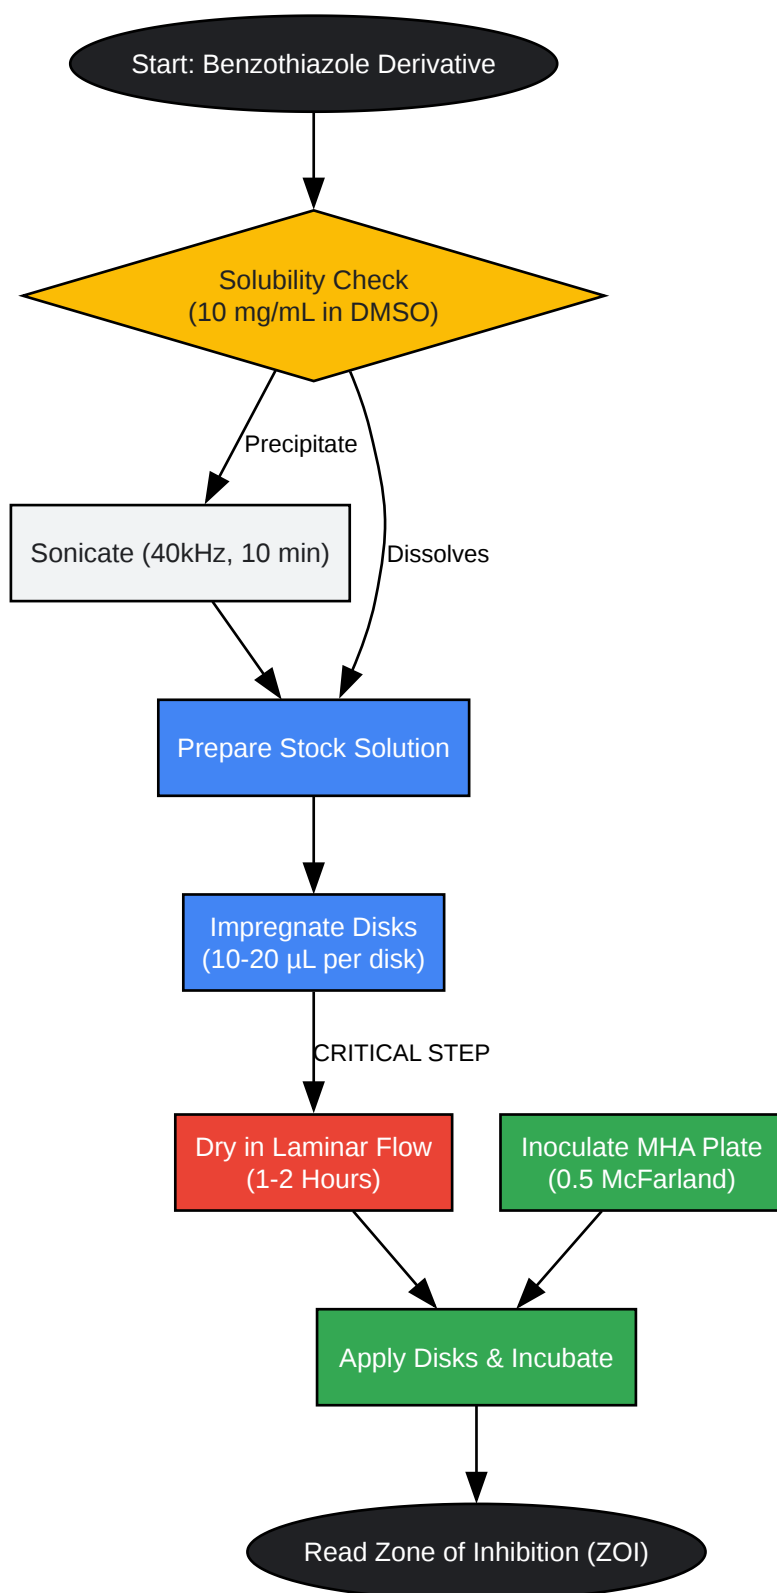 Start: Benzothiazole Derivative
Solubility Check
(10 mg/mL in DMSO)
Precipitate
Sonicate (40kHz, 10 min)
Dissolves
Prepare Stock Solution
Impregnate Disks
(10-20 µL per disk)
CRITICAL STEP
Dry in Laminar Flow
(1-2 Hours)
Inoculate MHA Plate
(0.5 McFarland)
Apply Disks & Incubate
Read Zone of Inhibition (ZOI)